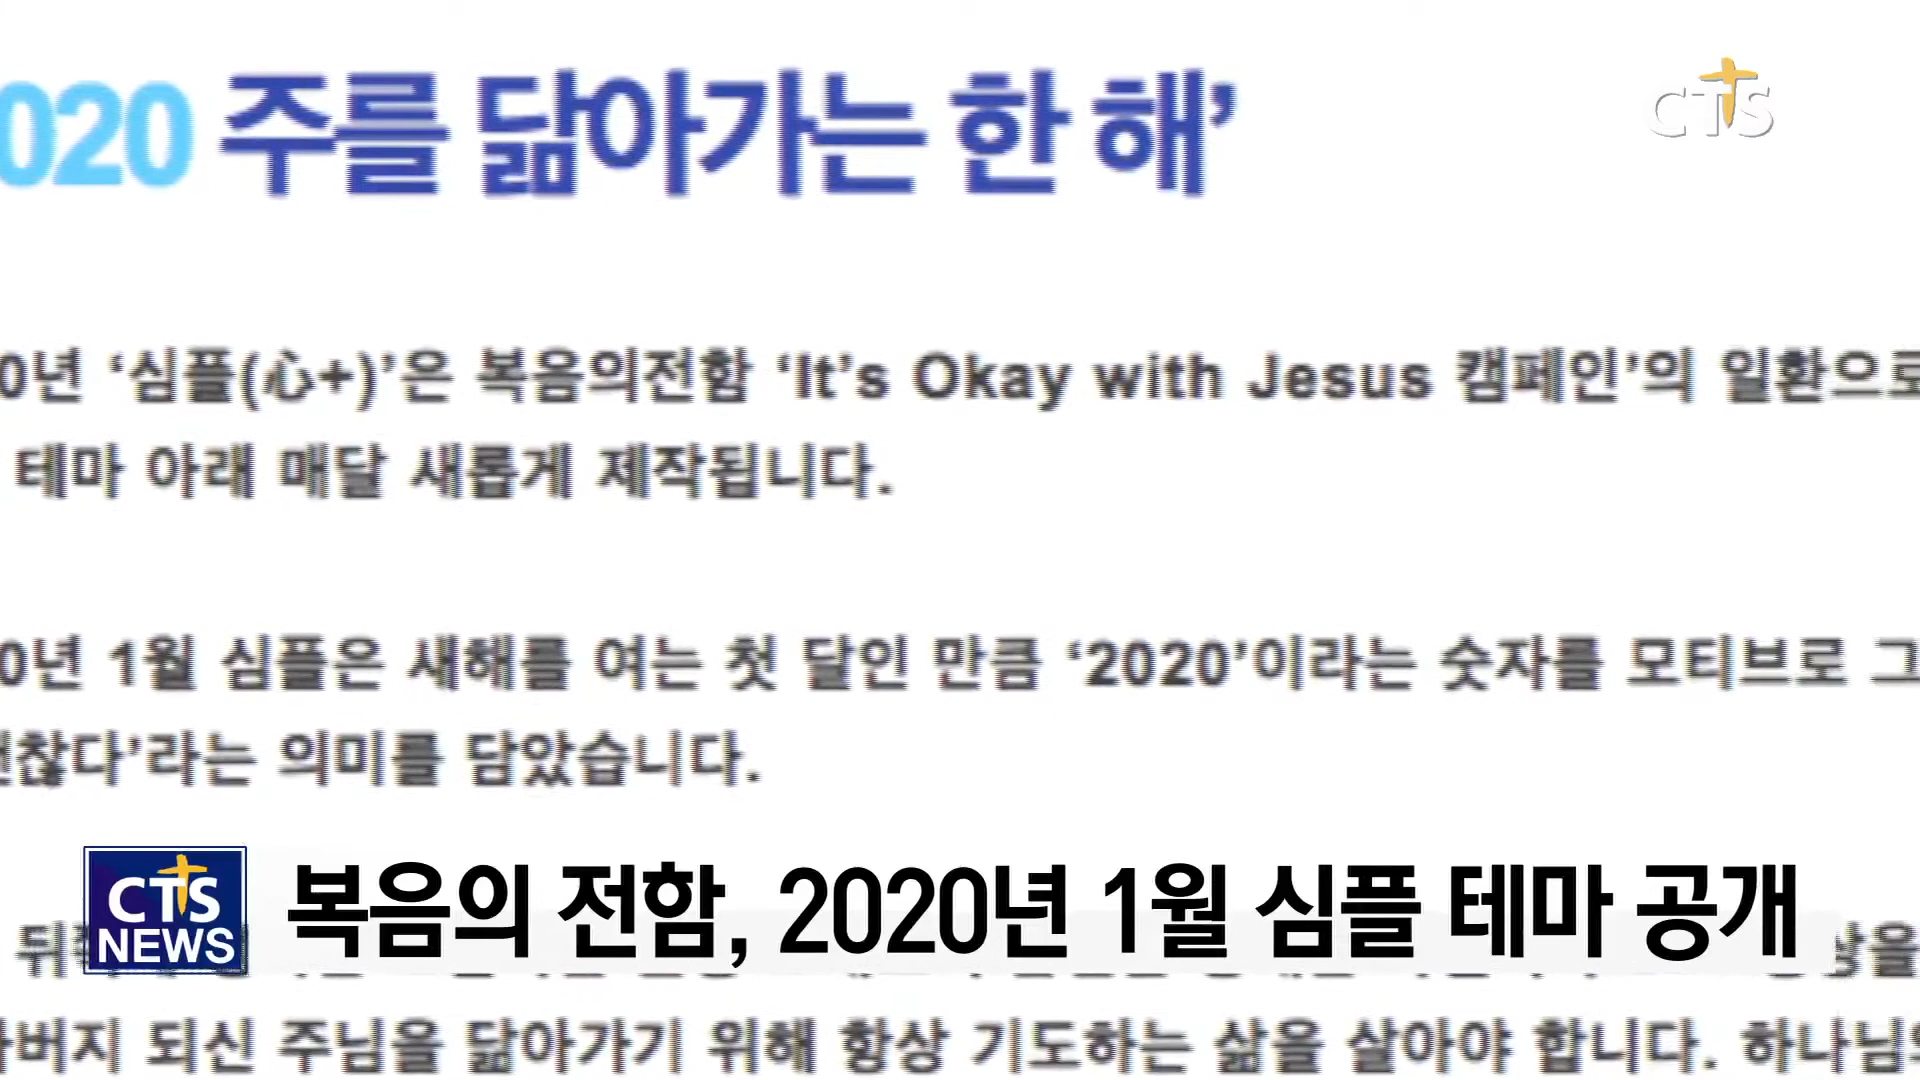 020 주를 닮아가는 한 해’
CTS
0년 ‘심플(心+)’은 복음의전함 ‘It’s Okay with Jesus 캠페인’의 일환으로
테마 아래 매달 새롭게 제작됩니다.
0년 1월 심플은 새해를 여는 첫 달인 만큼 ‘2020’이라는 숫자를 모티브로 그
괜찮다’라는 의미를 담았습니다.
CTS
NEWS
복음의 전함, 2020년 1월 심플 테마 공개
아버지 되신 주님을 닮아가기 위해 항상 기도하는 삶을 살아야 합니다. 하나님